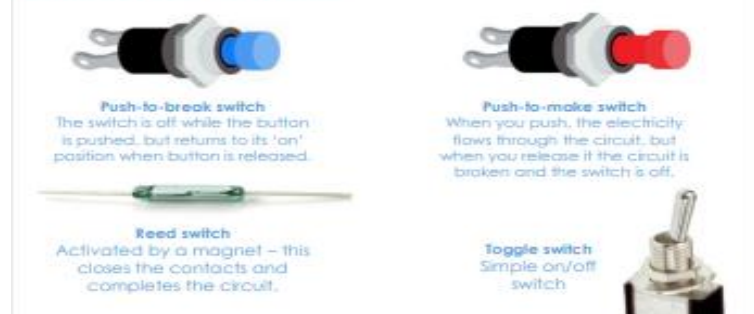 Push-to-break switch
The switch is off while the button
is pushed, but returns to its 'on'
position when button is released.
Push-to-make switch
When you push, the electricity
flows through the circuit, but
when you release it the circuit is
broken and the switch is off.
Reed switch
Activated by a magnet – this
closes the contacts and
completes the circuit.
Toggle switch
Simple on/off
switch